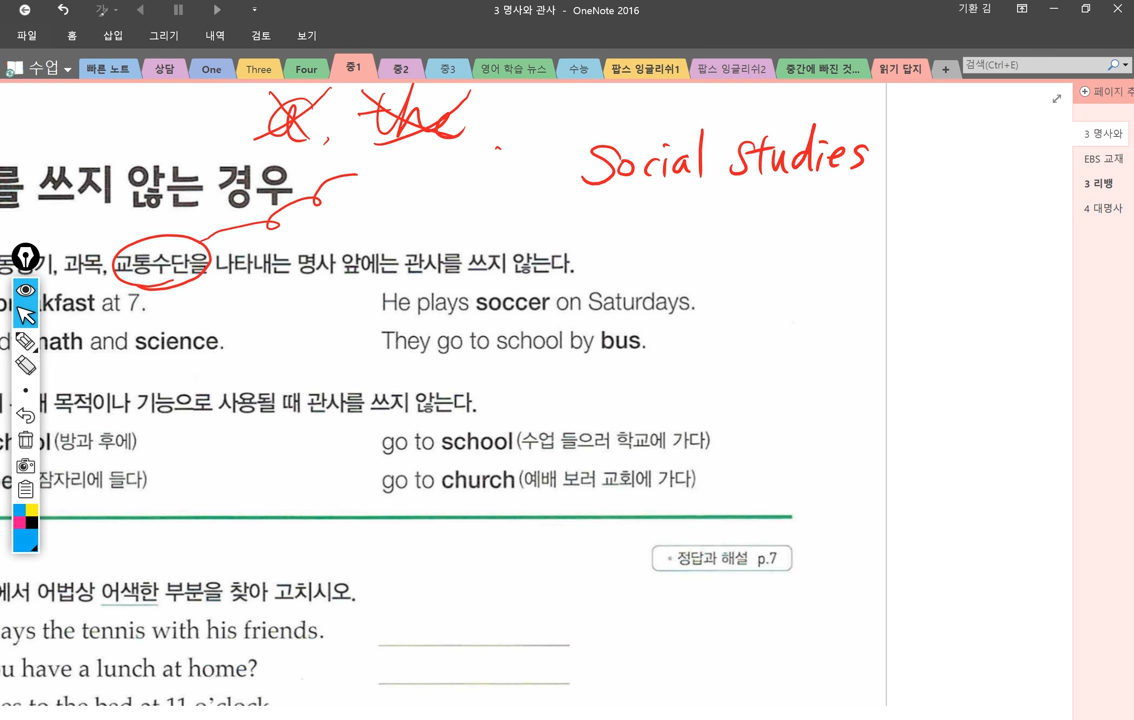 3 명사와 관사 - OneNote 2016
기환 김
파일 홈 삽입 그리기 내역 검토 보기
수업 빠른 노트 상담 One Three Four 중1 중2 중3 영어 학습 뉴스 수능 팝스 잉글리쉬1 팝스 잉글리쉬2 중간에 빠진 것... 읽기 답지 +
검색(Ctrl+E)
페이지 추
3 명사와
EBS 교재
3 리뱅
4 대명사
a, the.
Social Studies
를 쓰지 않는 경우
과목, 교통수단을 나타내는 명사 앞에는 관사를 쓰지 않는다.
kfast at 7. He plays soccer on Saturdays.
math and science. They go to school by bus.
목적이나 기능으로 사용될 때 관사를 쓰지 않는다.
(방과 후에) go to school(수업 들으러 학교에 가다)
잠자리에 들다) go to church(예배 보러 교회에 가다)
정답과 해설 p.7
에서 어법상 어색한 부분을 찾아 고치시오.
ays the tennis with his friends.
u have a lunch at home?
es to the bed at 11 o'clock.